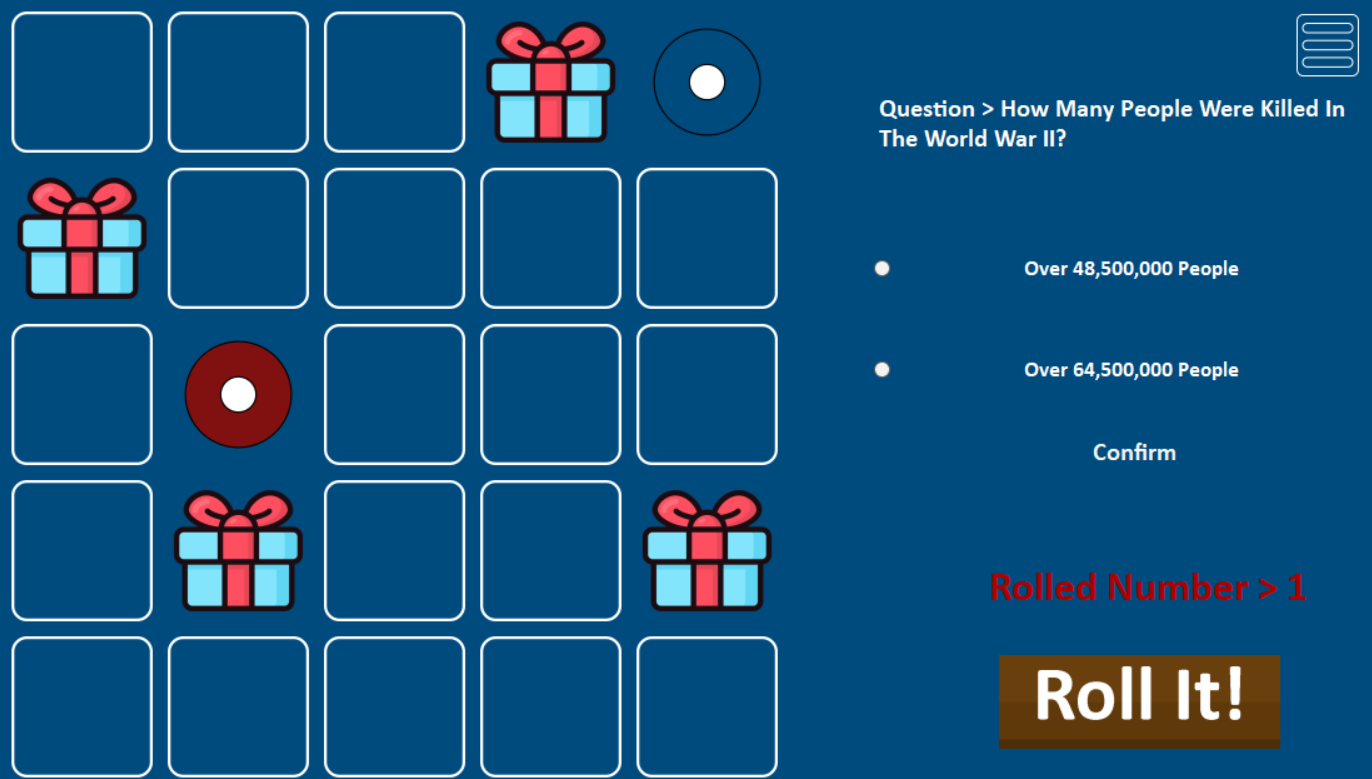 Question > How Many People Were Killed In
The World War II?
Over 48,500,000 People
Over 64,500,000 People
Confirm
Rolled Number > 1
Roll It!